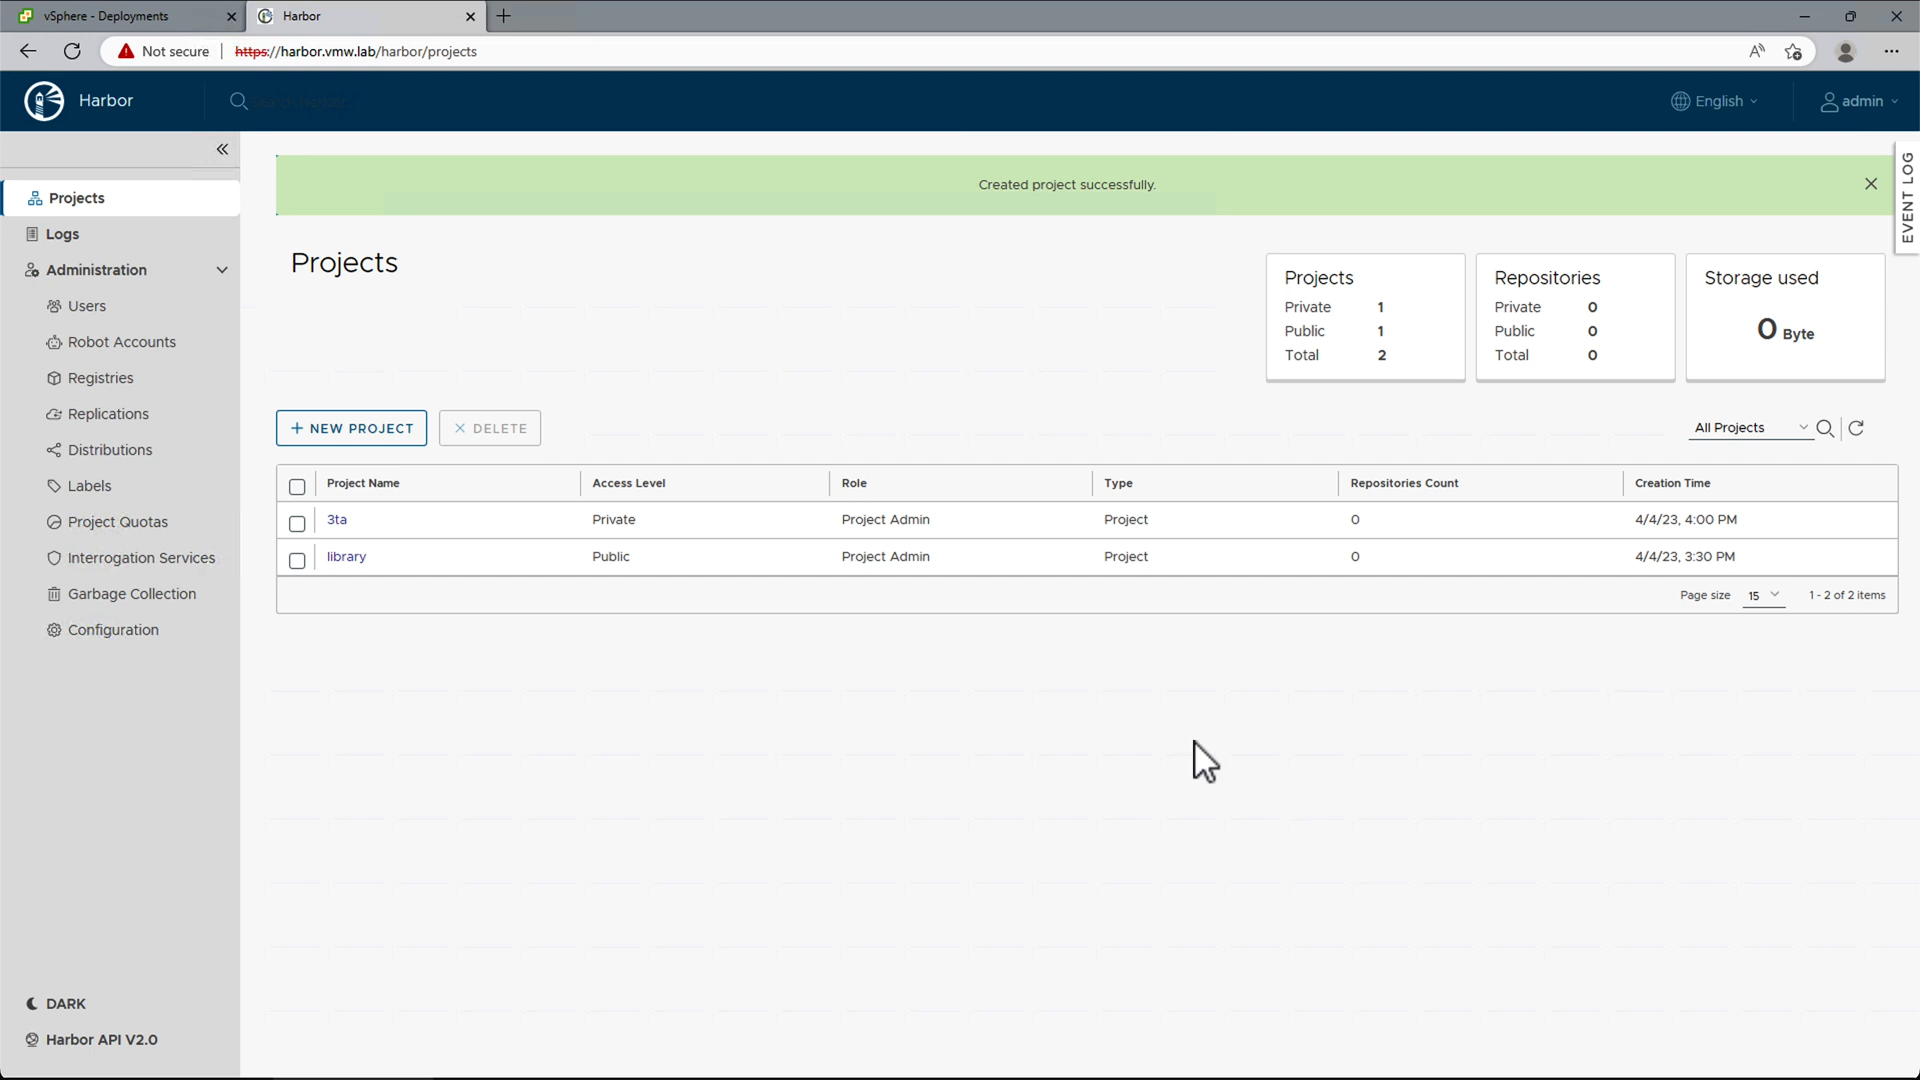 vSphere - Deployments
Harbor
Not secure
https://harbor.vmw.lab/harbor/projects
Harbor
English
admin
Projects
Logs
Administration
Users
Robot Accounts
Registries
Replications
Distributions
Labels
Project Quotas
Interrogation Services
Garbage Collection
Configuration
DARK
Harbor API V2.0
Created project successfully.
EVENT LOG
Projects
Projects
Private 1
Public 1
Total 2
Repositories
Private 0
Public 0
Total 0
Storage used
0 Byte
+ NEW PROJECT
× DELETE
All Projects
Project Name Access Level Role Type Repositories Count Creation Time
3ta Private Project Admin Project 0 4/4/23, 4:00 PM
library Public Project Admin Project 0 4/4/23, 3:30 PM
Page size 15 1 - 2 of 2 items